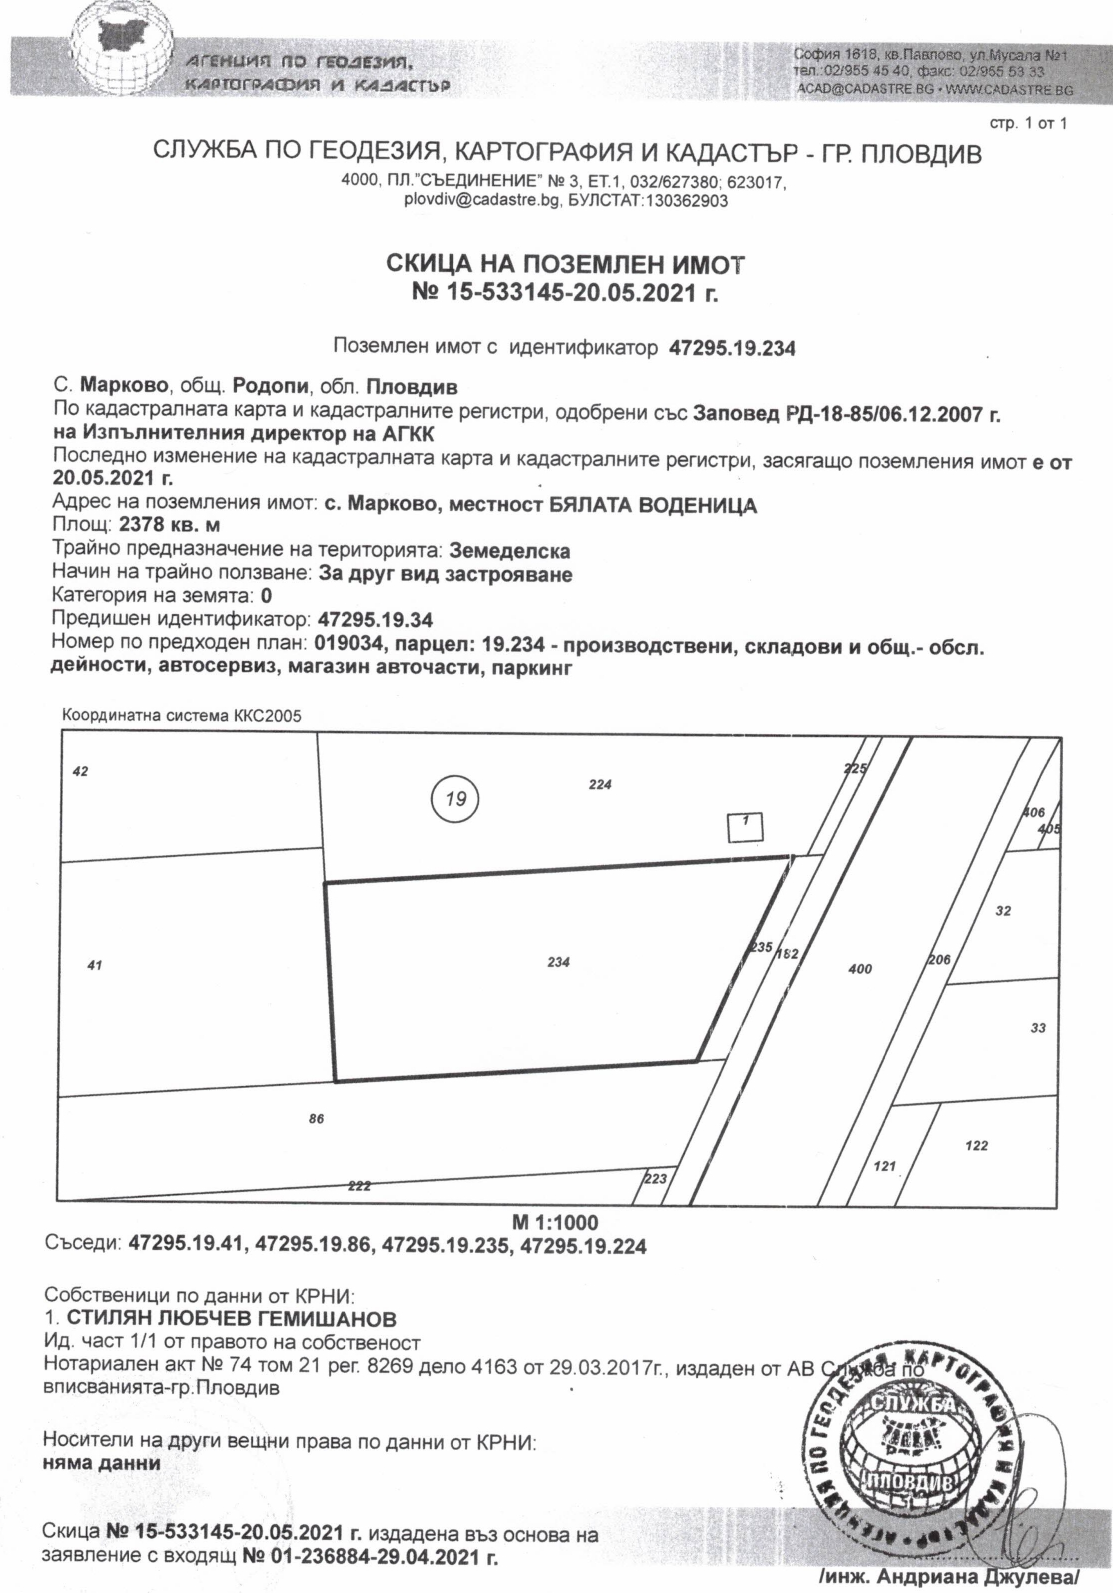 АГЕНЦИЯ ПО ГЕОДЕЗИЯ,
КАРТОГРАФИЯ И КАДАСТЪР
София 1618, кв.Павлово, ул.Мусала №1
тел.:02/955 45 40, факс: 02/955 53 33
ACAD@CADASTRE.BG • WWW.CADASTRE.BG
стр. 1 от 1
СЛУЖБА ПО ГЕОДЕЗИЯ, КАРТОГРАФИЯ И КАДАСТЪР - ГР. ПЛОВДИВ
4000, ПЛ."СЪЕДИНЕНИЕ" № 3, ЕТ.1, 032/627380; 623017,
plovdiv@cadastre.bg, БУЛСТАТ:130362903
СКИЦА НА ПОЗЕМЛЕН ИМОТ
№ 15-533145-20.05.2021 г.
Поземлен имот с идентификатор 47295.19.234
С. Марково, общ. Родопи, обл. Пловдив
По кадастралната карта и кадастралните регистри, одобрени със Заповед РД-18-85/06.12.2007 г.
на Изпълнителния директор на АГКК
Последно изменение на кадастралната карта и кадастралните регистри, засягащо поземления имот е от
20.05.2021 г.
Адрес на поземления имот: с. Марково, местност БЯЛАТА ВОДЕНИЦА
Площ: 2378 кв. м
Трайно предназначение на територията: Земеделска
Начин на трайно ползване: За друг вид застрояване
Категория на земята: 0
Предишен идентификатор: 47295.19.34
Номер по предходен план: 019034, парцел: 19.234 - производствени, складови и общ.- обсл.
дейности, автосервиз, магазин авточасти, паркинг
Координатна система ККС2005
42
19
224
225
1
406
405
32
41
234
235
182
400
206
33
86
122
121
222
223
М 1:1000
Съседи: 47295.19.41, 47295.19.86, 47295.19.235, 47295.19.224
Собственици по данни от КРНИ:
1. СТИЛЯН ЛЮБЧЕВ ГЕМИШАНОВ
Ид. част 1/1 от правото на собственост
Нотариален акт № 74 том 21 рег. 8269 дело 4163 от 29.03.2017г., издаден от АВ Служба по
вписванията-гр.Пловдив
Носители на други вещни права по данни от КРНИ:
няма данни
АГЕНЦИЯ ПО ГЕОДЕЗИЯ, КАРТОГРАФИЯ И КАДАСТЪР
СЛУЖБА
ПЛОВДИВ
Скица № 15-533145-20.05.2021 г. издадена въз основа на
заявление с входящ № 01-236884-29.04.2021 г.
/инж. Андриана Джулева/